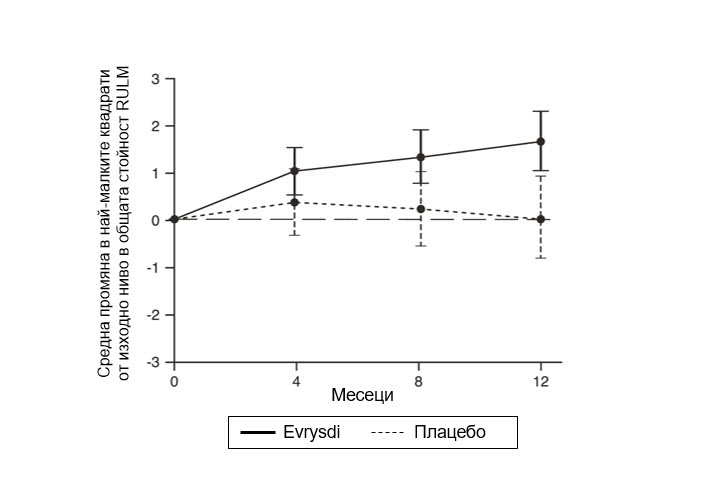 Средна промяна в най-малките квадрати
от изходно ниво в общата стойност RULM
3
2
1
0
-1
-2
-3
0 4 8 12
Месеци
Evrysdi Плацебо